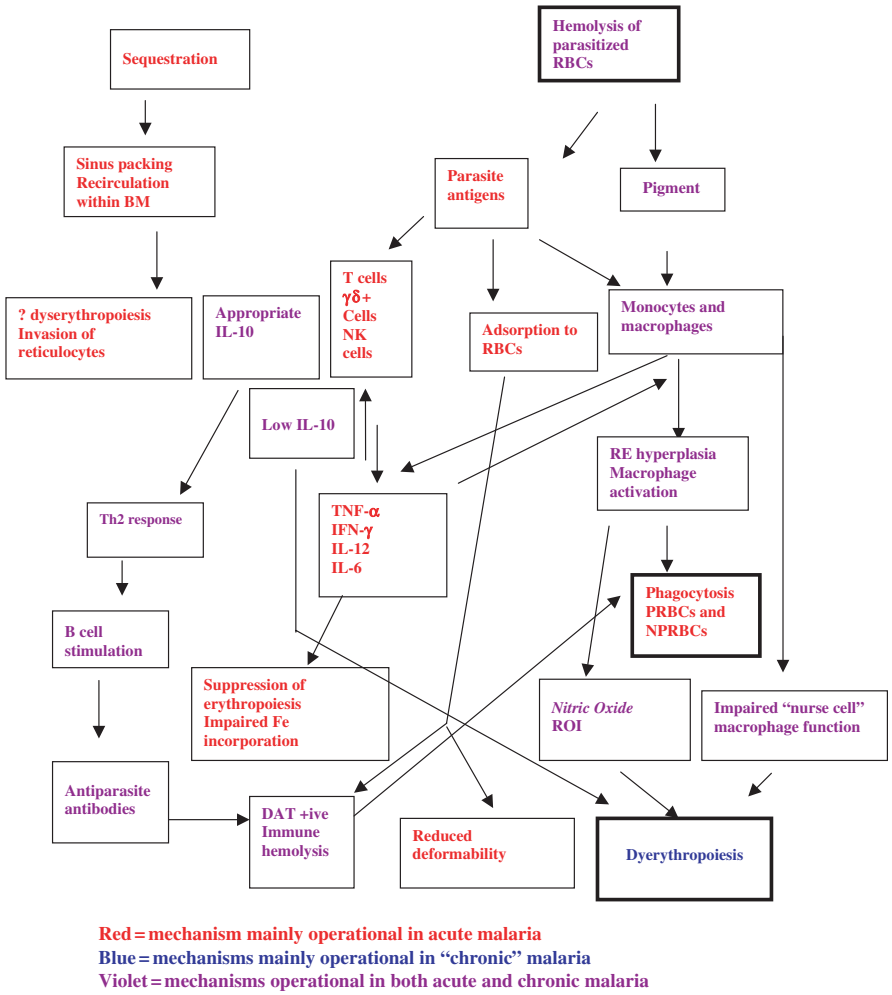 Sequestration
Hemolysis of
parasitized
RBCs
Sinus packing
Recirculation
within BM
Parasite
antigens
Pigment
? dyserythropoiesis
Invasion of
reticulocytes
Appropriate
IL-10
T cells
γδ+
Cells
NK
cells
Adsorption to
RBCs
Monocytes and
macrophages
Low IL-10
RE hyperplasia
Macrophage
activation
Th2 response
TNF-α
IFN-γ
IL-12
IL-6
Phagocytosis
PRBCs and
NPRBCs
B cell
stimulation
Suppression of
erythropoiesis
Impaired Fe
incorporation
Nitric Oxide
ROI
Impaired “nurse cell”
macrophage function
Antiparasite
antibodies
DAT +ive
Immune
hemolysis
Reduced
deformability
Dyerythropoiesis
Red = mechanism mainly operational in acute malaria
Blue = mechanisms mainly operational in “chronic” malaria
Violet = mechanisms operational in both acute and chronic malaria